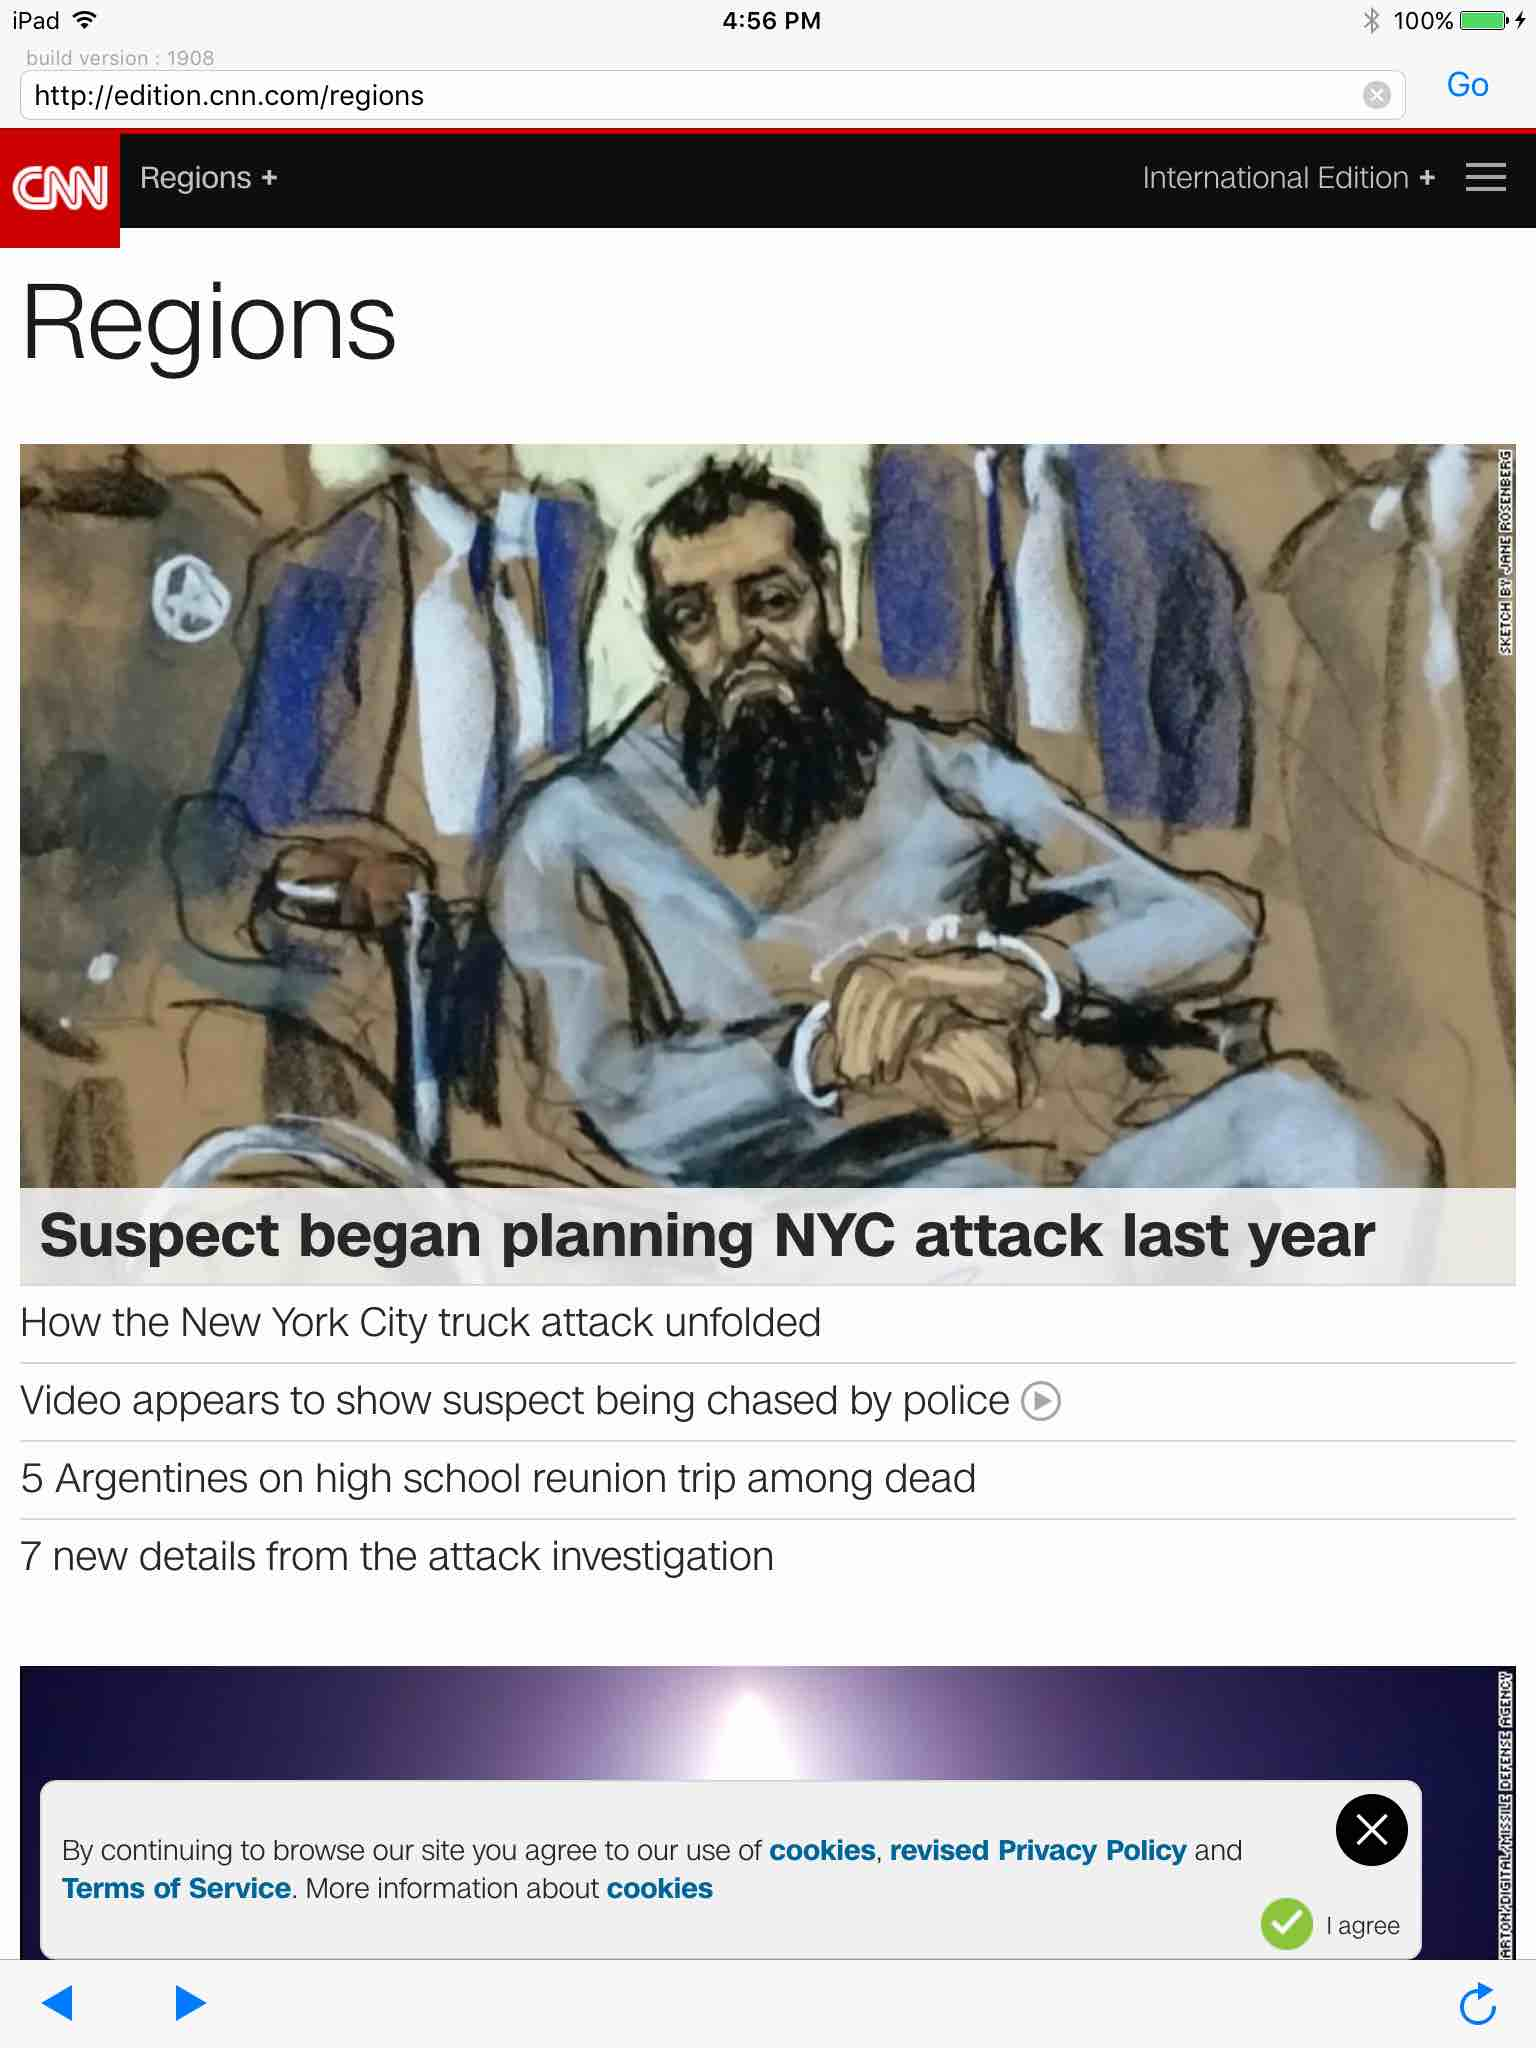 iPad
4:56 PM
100%
build version : 1908
http://edition.cnn.com/regions
Go
CNN
Regions +
International Edition +
Regions
SKETCH BY JANE ROSENBERG
Suspect began planning NYC attack last year
How the New York City truck attack unfolded
Video appears to show suspect being chased by police
5 Argentines on high school reunion trip among dead
7 new details from the attack investigation
DIGITAL/MISSILE DEFENSE AGENCY
By continuing to browse our site you agree to our use of cookies, revised Privacy Policy and
Terms of Service. More information about cookies
I agree